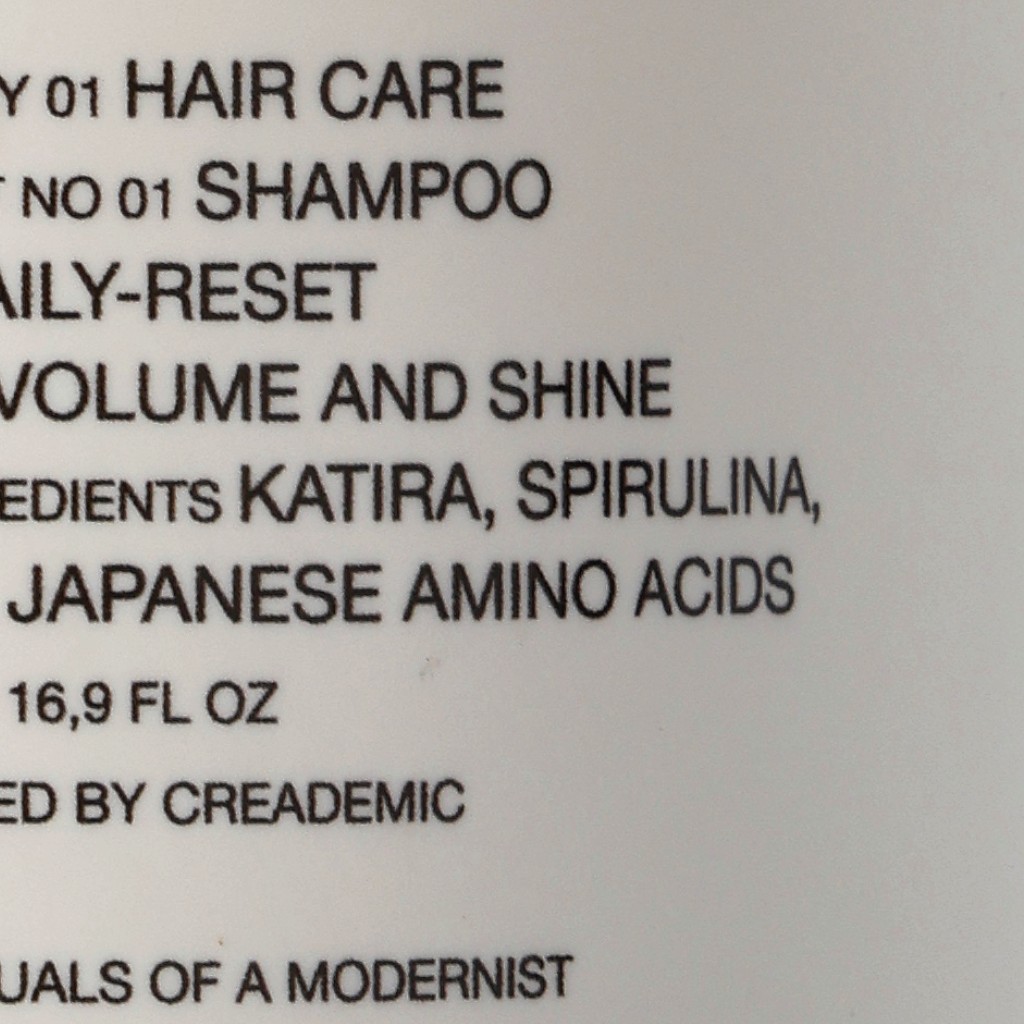 Y 01 HAIR CARE
NO 01 SHAMPOO
AILY-RESET
VOLUME AND SHINE
EDIENTS KATIRA, SPIRULINA,
JAPANESE AMINO ACIDS
16,9 FL OZ
ED BY CREADEMIC
UALS OF A MODERNIST